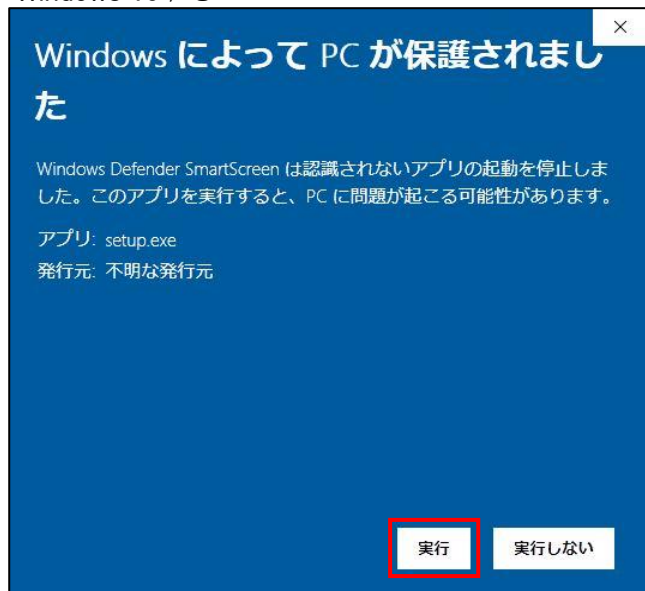 Windows によって PC が保護されまし
た
Windows Defender SmartScreen は認識されないアプリの起動を停止しま
した。このアプリを実行すると、PC に問題が起こる可能性があります。
アプリ: setup.exe
発行元: 不明な発行元
実行
実行しない